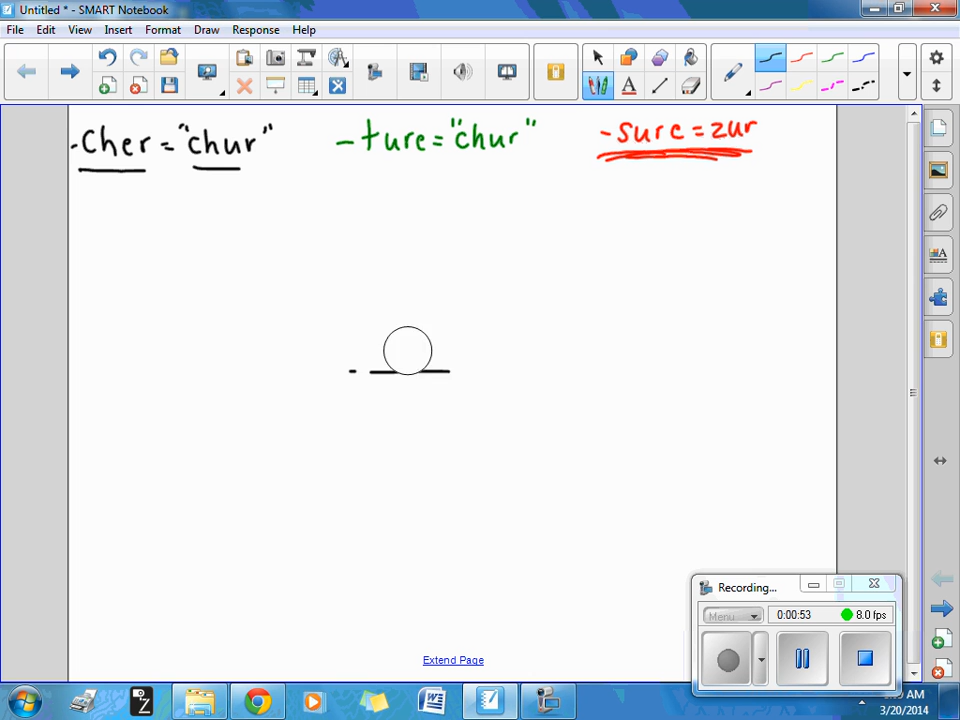 Untitled * - SMART Notebook
File Edit View Insert Format Draw Response Help
-Cher = "chur"
- ture = "chur"
-sure = zur
Extend Page
Recording...
Menu
0:00:53
8.0 fps
AM
3/20/2014